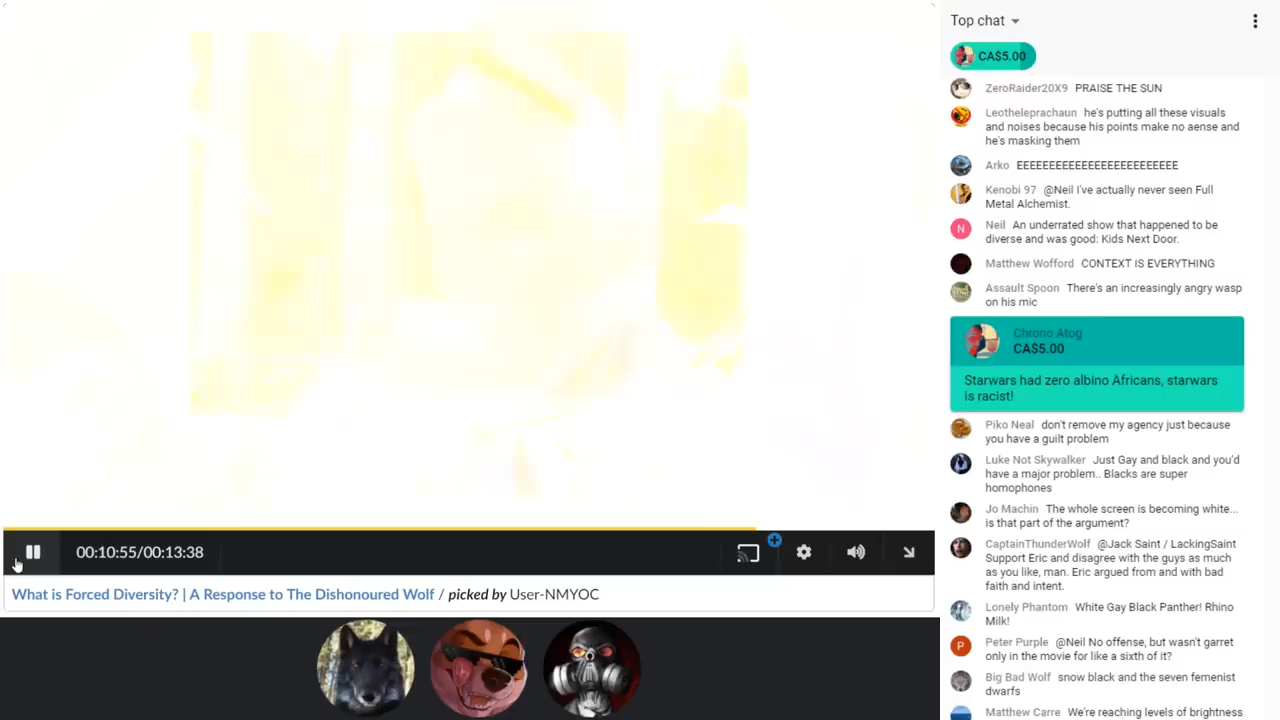 Top chat
CA$5.00
ZeroRaider20X9 PRAISE THE SUN
Leotheleprachaun he's putting all these visuals
and noises because his points make no aense and
he's masking them
Arko EEEEEEEEEEEEEEEEEEEEEEEEE
Kenobi 97 @Neil I've actually never seen Full
Metal Alchemist.
N
Neil An underrated show that happened to be
diverse and was good: Kids Next Door.
Matthew Wofford CONTEXT IS EVERYTHING
Assault Spoon There's an increasingly angry wasp
on his mic
Chrono Atog
CA$5.00
Starwars had zero albino Africans, starwars
is racist!
Piko Neal don't remove my agency just because
you have a guilt problem
Luke Not Skywalker Just Gay and black and you'd
have a major problem.. Blacks are super
homophones
Jo Machin The whole screen is becoming white...
is that part of the argument?
CaptainThunderWolf @Jack Saint / LackingSaint
Support Eric and disagree with the guys as much
as you like, man. Eric argued from and with bad
faith and intent.
Lonely Phantom White Gay Black Panther! Rhino
Milk!
P
Peter Purple @Neil No offense, but wasn't garret
only in the movie for like a sixth of it?
Big Bad Wolf snow black and the seven femenist
dwarfs
Matthew Carre We're reaching levels of brightness
00:10:55/00:13:38
What is Forced Diversity? | A Response to The Dishonoured Wolf / picked by User-NMYOC